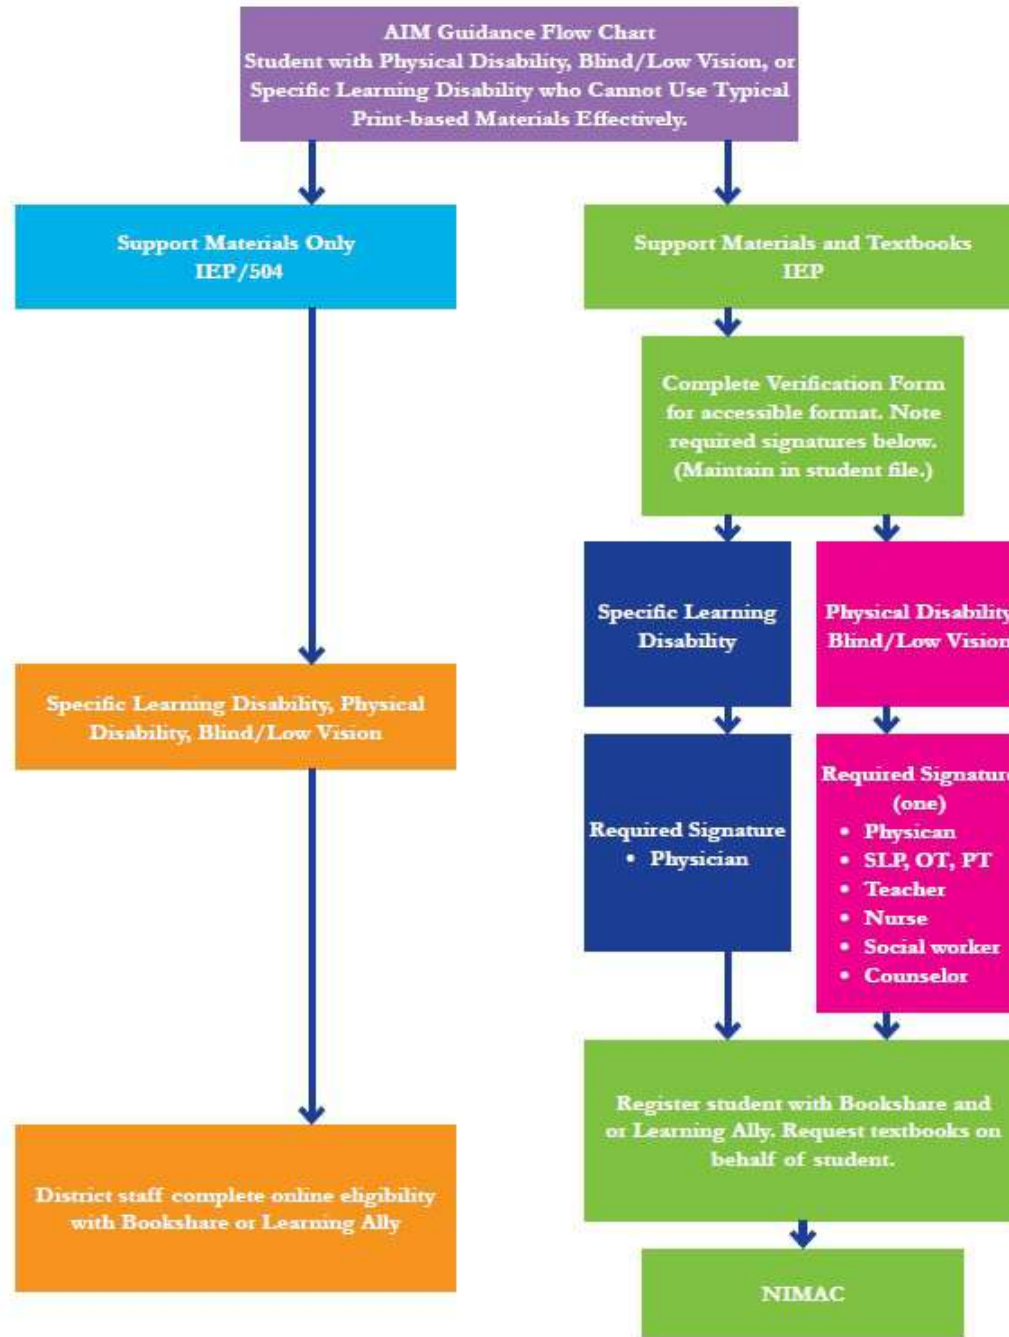 AIM Guidance Flow Chart
Student with Physical Disability, Blind/Low Vision, or
Specific Learning Disability who Cannot Use Typical
Print-based Materials Effectively.
Support Materials Only
IEP/504
Support Materials and Textbooks
IEP
Complete Verification Form
for accessible format. Note
required signatures below.
(Maintain in student file.)
Specific Learning
Disability
Physical Disability
Blind/Low Vision
Specific Learning Disability, Physical
Disability, Blind/Low Vision
Required Signature
• Physician
Required Signature
(one)
• Physican
• SLP, OT, PT
• Teacher
• Nurse
• Social worker
• Counselor
Register student with Bookshare and
or Learning Ally. Request textbooks on
behalf of student.
District staff complete online eligibility
with Bookshare or Learning Ally
NIMAC